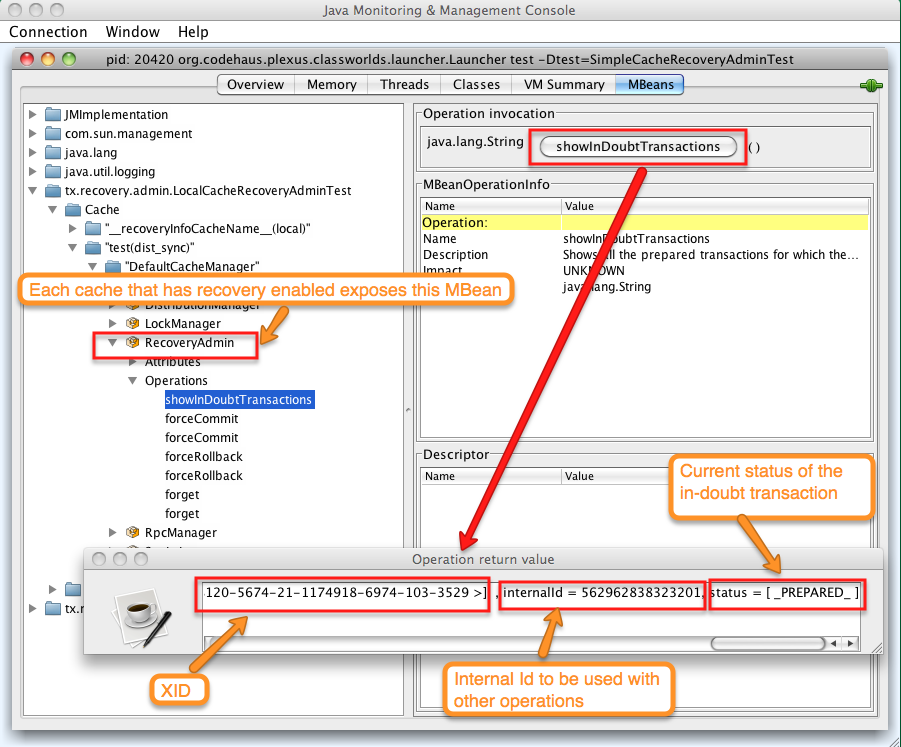 Java Monitoring & Management Console
Connection Window Help
pid: 20420 org.codehaus.plexus.classworlds.launcher.Launcher test -Dtest=SimpleCacheRecoveryAdminTest
Overview Memory Threads Classes VM Summary MBeans
JMImplementation
com.sun.management
java.lang
java.util.logging
tx.recovery.admin.LocalCacheRecoveryAdminTest
Cache
"__recoveryInfoCacheName__(local)"
"test(dist_sync)"
"DefaultCacheManager"
Each cache that has recovery enabled exposes this MBean
DistributionManager
LockManager
RecoveryAdmin
Attributes
Operations
showInDoubtTransactions
forceCommit
forceCommit
forceRollback
forceRollback
forget
forget
RpcManager
tx.r
Operation invocation
java.lang.String showInDoubtTransactions ( )
MBeanOperationInfo
Name Value
Operation:
Name showInDoubtTransactions
Description Shows all the prepared transactions for which the...
Impact UNKNOWN
java.lang.String
Descriptor
Name Value
Current status of the
in-doubt transaction
Operation return value
120-5674-21-1174918-6974-103-3529 >] , internalId = 562962838323201, status = [ _PREPARED_ ]
XID
Internal Id to be used with
other operations